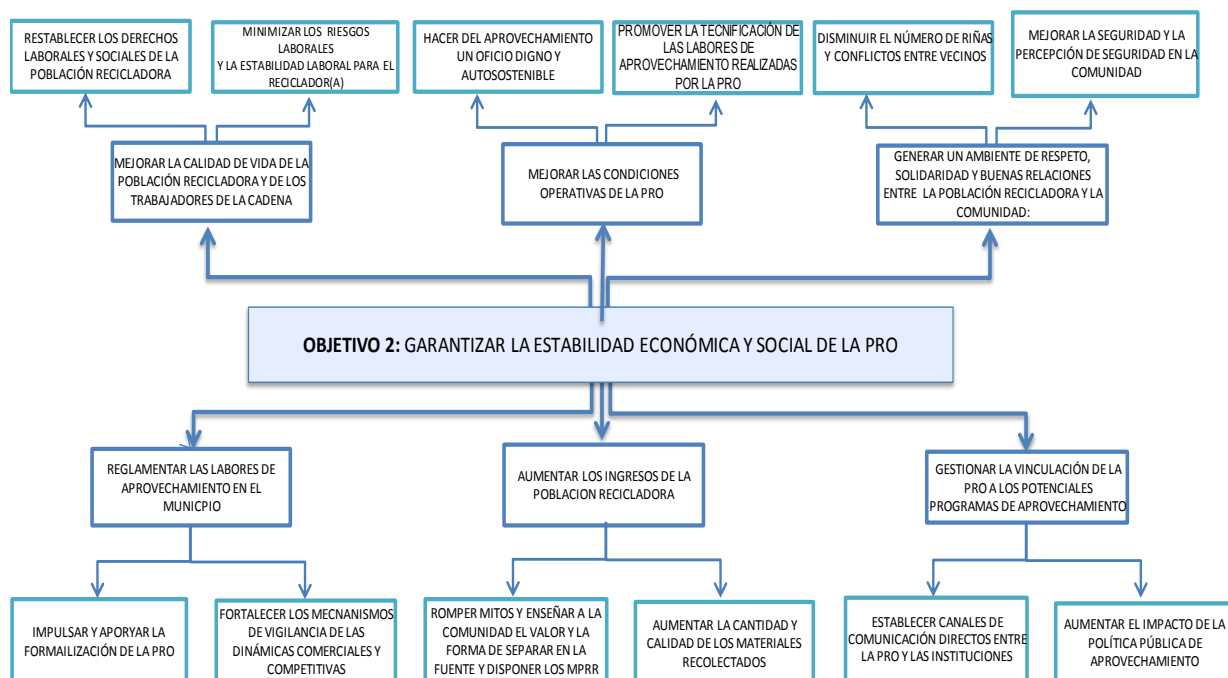 RESTABLECER LOS DERECHOS
LABORALES Y SOCIALES DE LA
POBLACIÓN RECICLADORA
MINIMIZAR LOS RIESGOS
LABORALES
Y LA ESTABILIDAD LABORAL PARA EL
RECICLADOR(A)
HACER DEL APROVECHAMIENTO
UN OFICIO DIGNO Y
AUTOSOSTENIBLE
PROMOVER LA TECNIFICACIÓN DE
LAS LABORES DE
APROVECHAMIENTO REALIZADAS
POR LA PRO
DISMINUIR EL NÚMERO DE RIÑAS
Y CONFLICTOS ENTRE VECINOS
MEJORAR LA SEGURIDAD Y LA
PERCEPCIÓN DE SEGURIDAD EN LA
COMUNIDAD
MEJORAR LA CALIDAD DE VIDA DE LA
POBLACIÓN RECICLADORA Y DE LOS
TRABAJADORES DE LA CADENA
MEJORAR LAS CONDICIONES
OPERATIVAS DE LA PRO
GENERAR UN AMBIENTE DE RESPETO,
SOLIDARIDAD Y BUENAS RELACIONES
ENTRE LA POBLACIÓN RECICLADORA Y LA
COMUNIDAD:
OBJETIVO 2: GARANTIZAR LA ESTABILIDAD ECONÓMICA Y SOCIAL DE LA PRO
REGLAMENTAR LAS LABORES DE
APROVECHAMIENTO EN EL
MUNICPIO
AUMENTAR LOS INGRESOS DE LA
POBLACION RECICLADORA
GESTIONAR LA VINCULACIÓN DE LA
PRO A LOS POTENCIALES
PROGRAMAS DE APROVECHAMIENTO
IMPULSAR Y APORYAR LA
FORMAILIZACIÓN DE LA PRO
FORTALECER LOS MECANISMOS
DE VIGILANCIA DE LAS
DINÁMICAS COMERCIALES Y
COMPETITIVAS
ROMPER MITOS Y ENSEÑAR A LA
COMUNIDAD EL VALOR Y LA
FORMA DE SEPARAR EN LA
FUENTE Y DISPONER LOS MPRR
AUMENTAR LA CANTIDAD Y
CALIDAD DE LOS MATERIALES
RECOLECTADOS
ESTABLECER CANALES DE
COMUNICACIÓN DIRECTOS ENTRE
LA PRO Y LAS INSTITUCIONES
AUMENTAR EL IMPACTO DE LA
POLÍTICA PÚBLICA DE
APROVECHAMIENTO